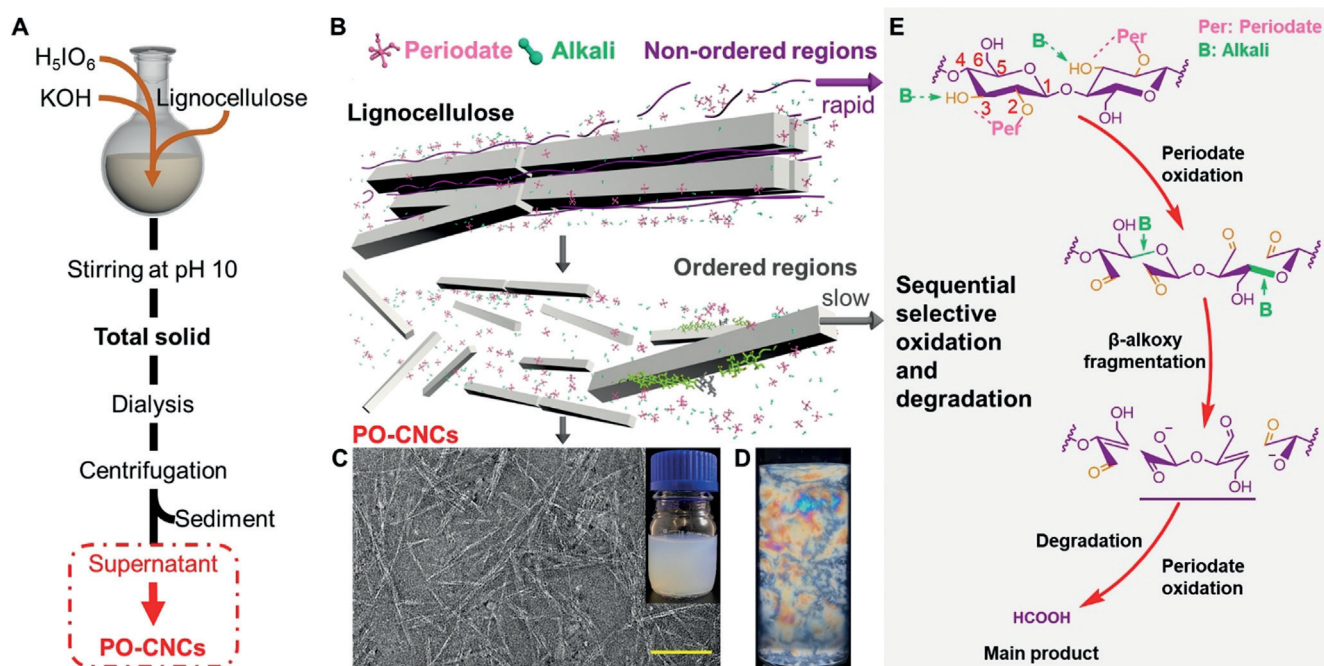 A
H5IO6
KOH
Lignocellulose
Stirring at pH 10
Total solid
Dialysis
Centrifugation
Sediment
Supernatant
PO-CNCs
B
Periodate
Alkali
Non-ordered regions
rapid
Lignocellulose
Ordered regions
slow
PO-CNCs
C
D
Sequential
selective
oxidation
and
degradation
E
Per: Periodate
B: Alkali
OH
B
Per
4
6
5
HO
O
O
O
1
O
B
HO
3
2
O
O
OH
Per
Periodate
oxidation
HO
B
O
O
O
O
O
O
O
O
HO
B
β-alkoxy
fragmentation
OH
O⁻
O
O
O
O
O
O
⁻O
OH
Degradation
Periodate
oxidation
HCOOH
Main product